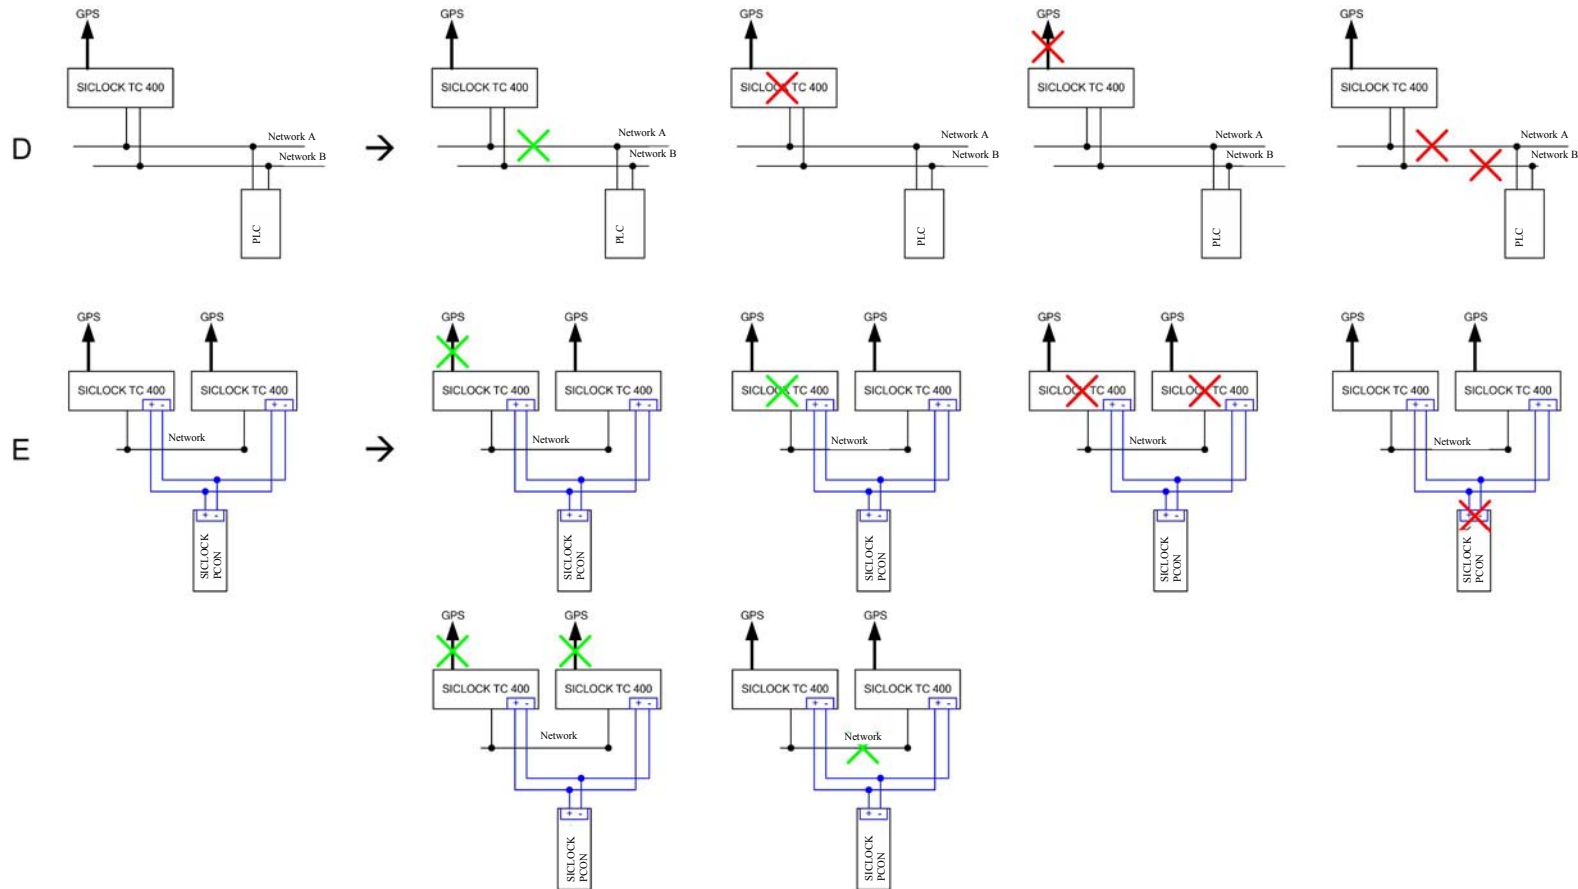 GPS GPS GPS GPS GPS
SICLOCK TC 400 SICLOCK TC 400 SICLOCK TC 400 SICLOCK TC 400 SICLOCK TC 400
D
Network A Network A Network A Network A Network A
Network B Network B Network B Network B Network B
PLC PLC PLC PLC PLC
GPS GPS GPS GPS GPS GPS GPS GPS GPS GPS
SICLOCK TC 400 SICLOCK TC 400 SICLOCK TC 400 SICLOCK TC 400 SICLOCK TC 400 SICLOCK TC 400 SICLOCK TC 400 SICLOCK TC 400 SICLOCK TC 400 SICLOCK TC 400
+ - + - + - + - + - + - + - + - + - + -
E
Network Network Network Network Network
+ - + - + - + - + -
SICLOCK SICLOCK SICLOCK SICLOCK SICLOCK
PCON PCON PCON PCON PCON
GPS GPS GPS GPS
SICLOCK TC 400 SICLOCK TC 400 SICLOCK TC 400 SICLOCK TC 400
+ - + - + - + -
Network Network
+ - + -
SICLOCK SICLOCK
PCON PCON